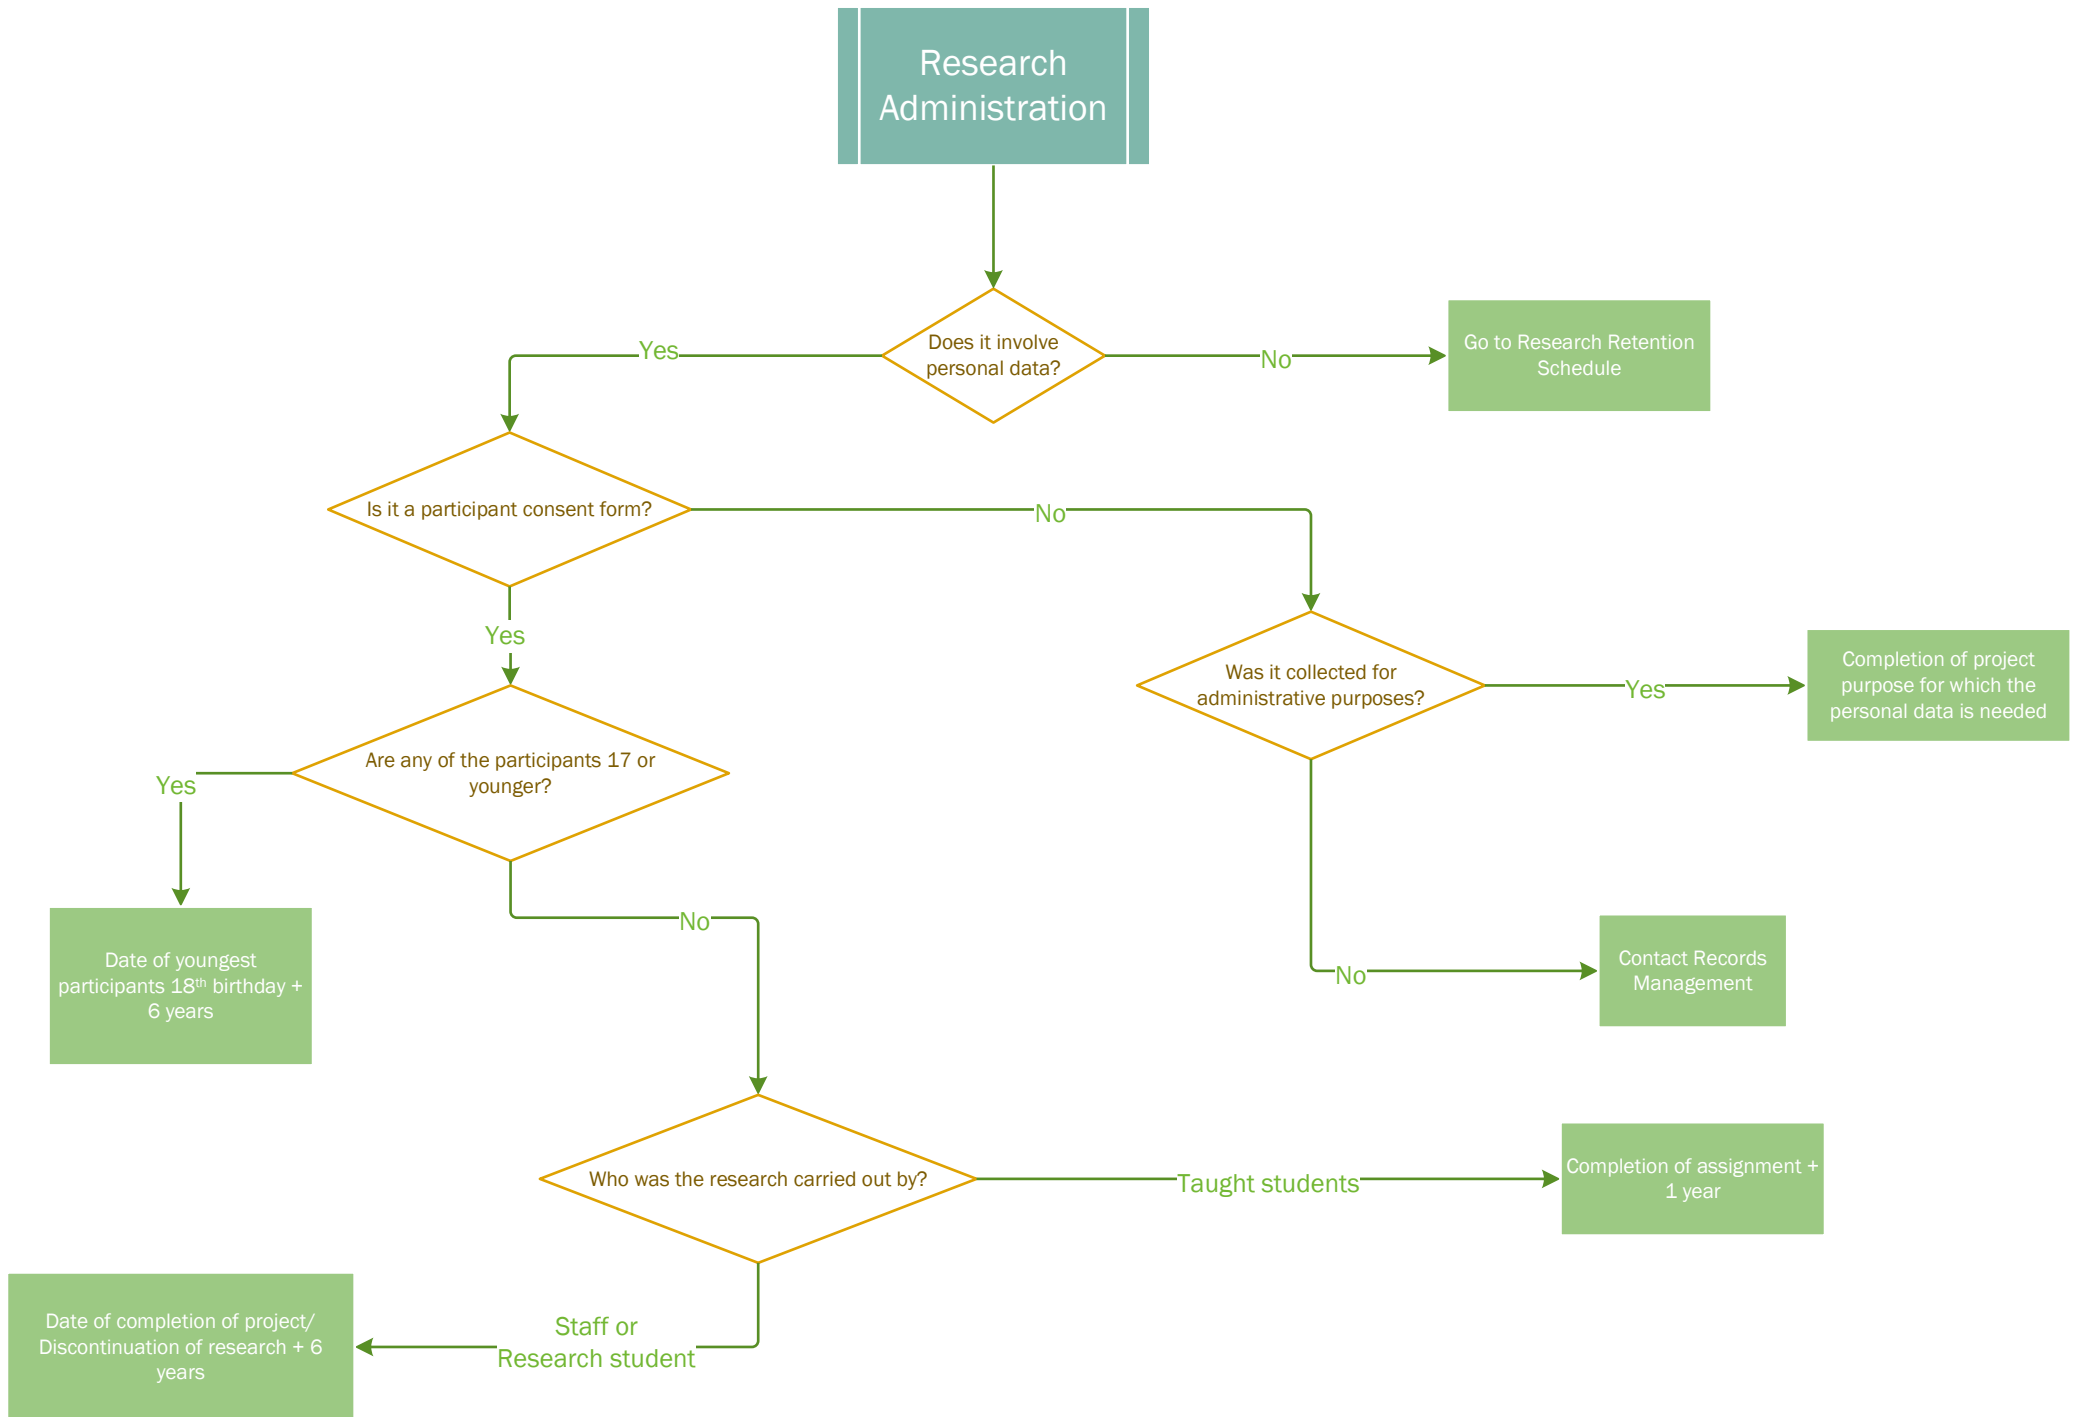 Research
Administration
Does it involve
personal data?
Yes
No
Go to Research Retention
Schedule
Is it a participant consent form?
No
Yes
Was it collected for
administrative purposes?
Yes
Completion of project
purpose for which the
personal data is needed
Are any of the participants 17 or
younger?
Yes
No
Date of youngest
participants 18th birthday +
6 years
No
Contact Records
Management
Who was the research carried out by?
Taught students
Completion of assignment +
1 year
Staff or
Research student
Date of completion of project/
Discontinuation of research + 6
years